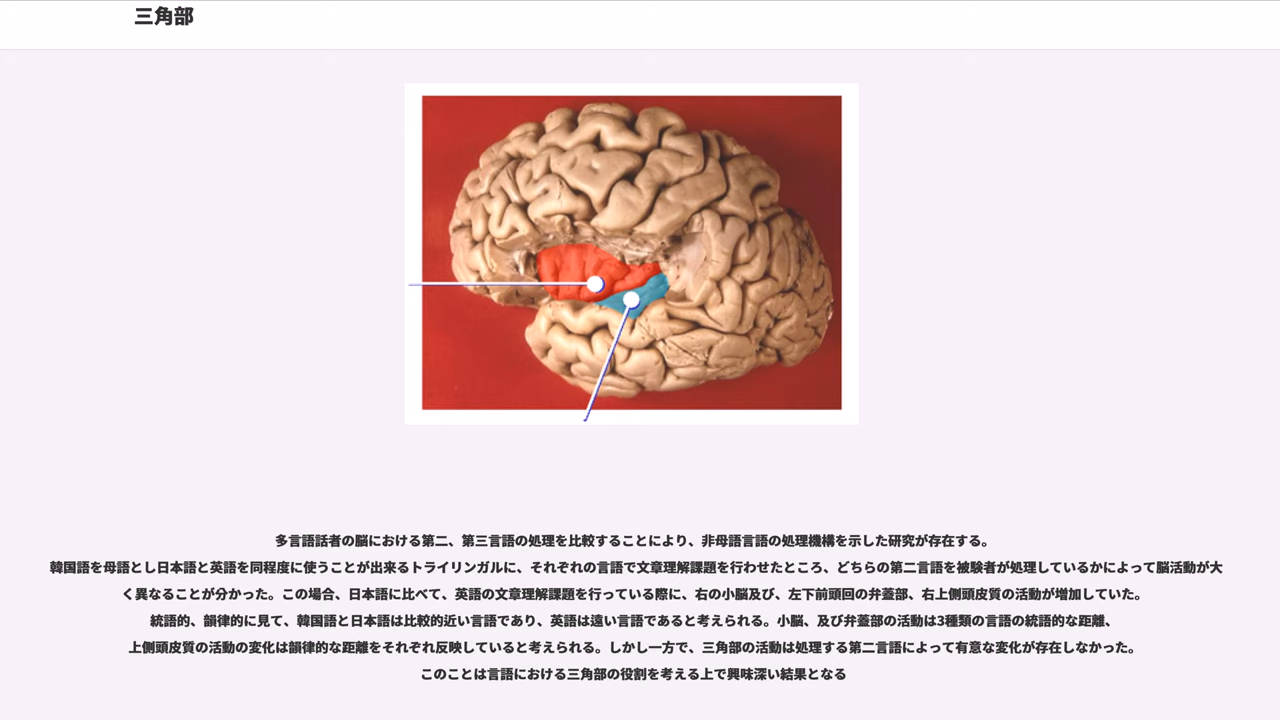 三角部
多言語話者の脳における第二、第三言語の処理を比較することにより、非母語言語の処理機構を示した研究が存在する。
韓国語を母語とし日本語と英語を同程度に使うことが出来るトライリンガルに、それぞれの言語で文章理解課題を行わせたところ、どちらの第二言語を被験者が処理しているかによって脳活動が大
く異なることが分かった。この場合、日本語に比べて、英語の文章理解課題を行っている際に、右の小脳及び、左下前頭回の弁蓋部、右上側頭皮質の活動が増加していた。
統語的、韻律的に見て、韓国語と日本語は比較的近い言語であり、英語は遠い言語であると考えられる。小脳、及び弁蓋部の活動は3種類の言語の統語的な距離、
上側頭皮質の活動の変化は韻律的な距離をそれぞれ反映していると考えられる。しかし一方で、三角部の活動は処理する第二言語によって有意な変化が存在しなかった。
このことは言語における三角部の役割を考える上で興味深い結果となる